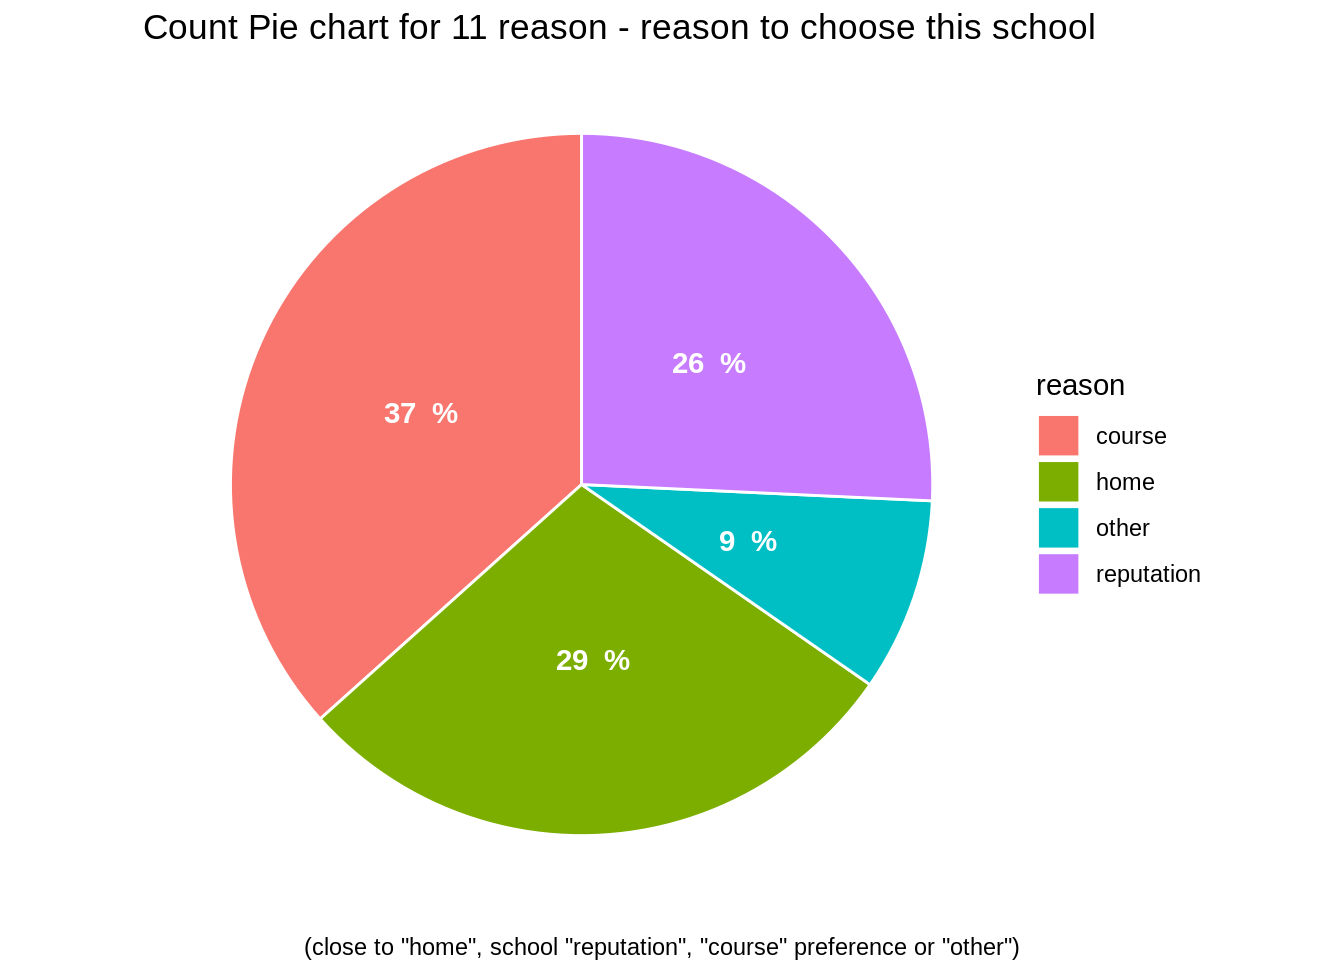 Count Pie chart for 11 reason - reason to choose this school
26  %
37  %
9  %
29  %
reason
course
home
other
reputation
(close to "home", school "reputation", "course" preference or "other")